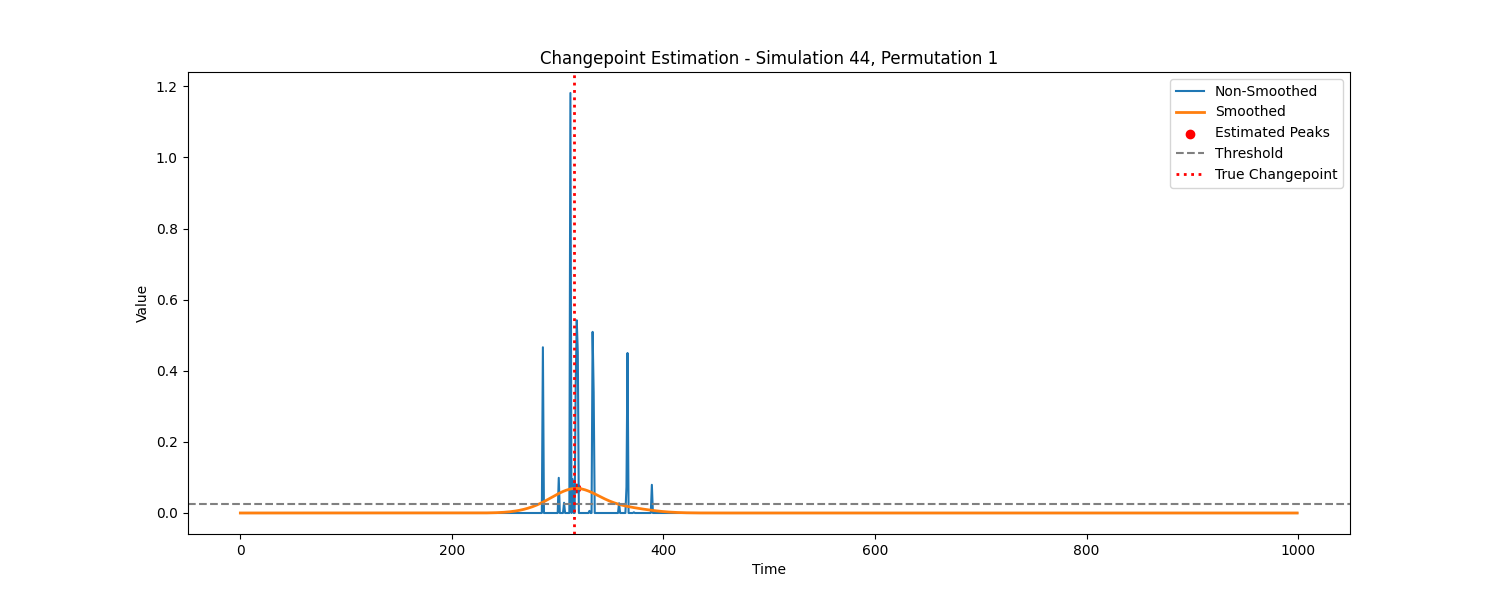 Changepoint Estimation - Simulation 44, Permutation 1
Non-Smoothed
Smoothed
Estimated Peaks
Threshold
True Changepoint
Value
1.2
1.0
0.8
0.6
0.4
0.2
0.0
0 200 400 600 800 1000
Time